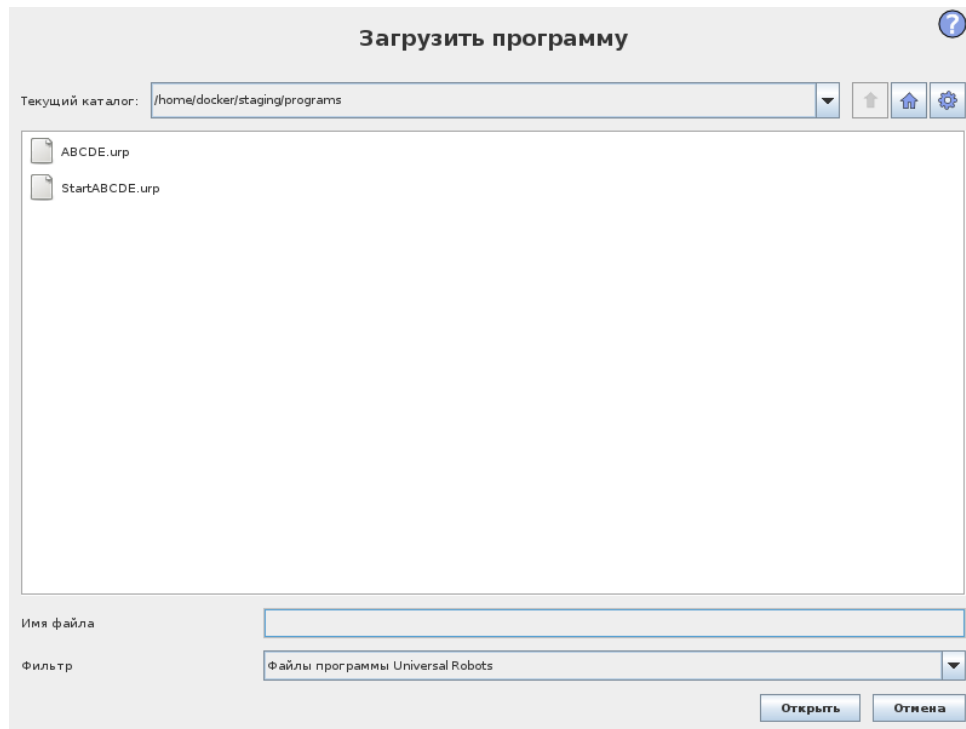 Загрузить программу
?
Текущий каталог: /home/docker/staging/programs
ABCDE.urp
StartABCDE.urp
Имя файла
Фильтр Файлы программы Universal Robots
Открыть Отмена